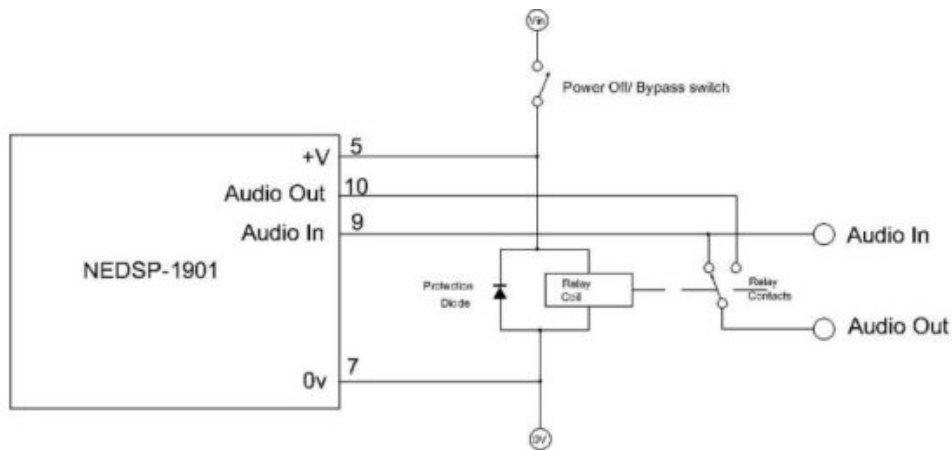 Vin
Power Off/ Bypass switch
+V
5
Audio Out
10
Audio In
9
Audio In
NEDSP-1901
Protection
Diode
Relay
Coil
Relay
Contacts
Audio Out
0v
7
0V